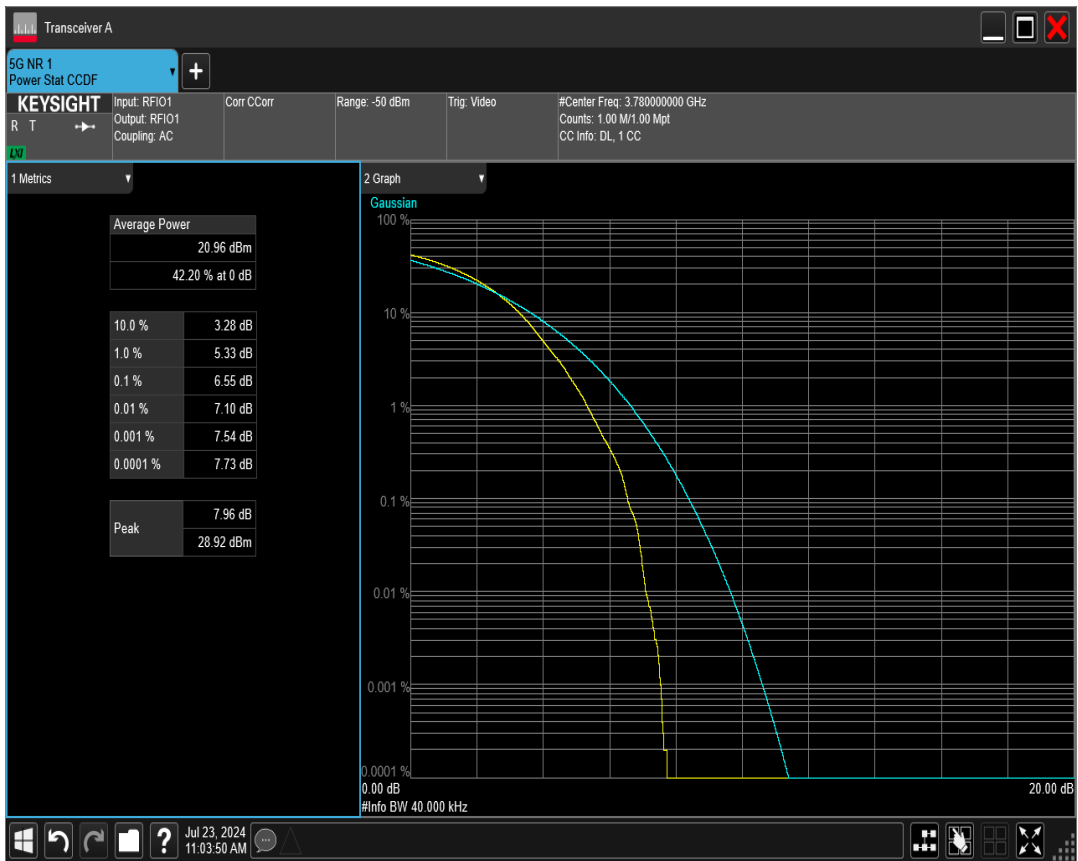 Transceiver A
5G NR 1
Power Stat CCDF
+
KEYSIGHT
R T
LXI
Input: RFIO1
Output: RFIO1
Coupling: AC
Corr CCorr
Range: -50 dBm
Trig: Video
#Center Freq: 3.780000000 GHz
Counts: 1.00 M/1.00 Mpt
CC Info: DL, 1 CC
1 Metrics
Average Power
20.96 dBm
42.20 % at 0 dB
10.0 % 3.28 dB
1.0 % 5.33 dB
0.1 % 6.55 dB
0.01 % 7.10 dB
0.001 % 7.54 dB
0.0001 % 7.73 dB
Peak
7.96 dB
28.92 dBm
2 Graph
Gaussian
100 %
10 %
1 %
0.1 %
0.01 %
0.001 %
0.0001 %
0.00 dB 20.00 dB
#Info BW 40.000 kHz
?
Jul 23, 2024
11:03:50 AM